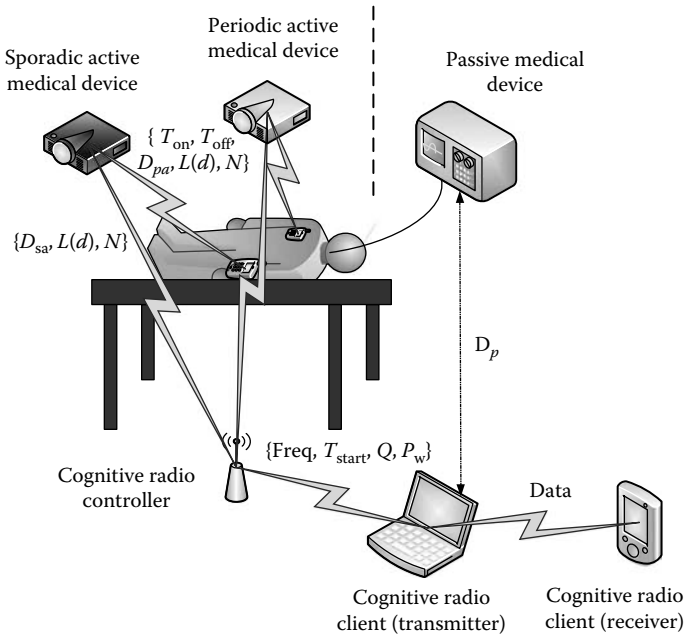 Sporadic active
medical device
Periodic active
medical device
Passive medical
device
{ T_on, T_off,
D_pa, L(d), N}
{D_sa, L(d), N}
D_p
{Freq, T_start, Q, P_w}
Cognitive radio
controller
Data
Cognitive radio
client (transmitter)
Cognitive radio
client (receiver)